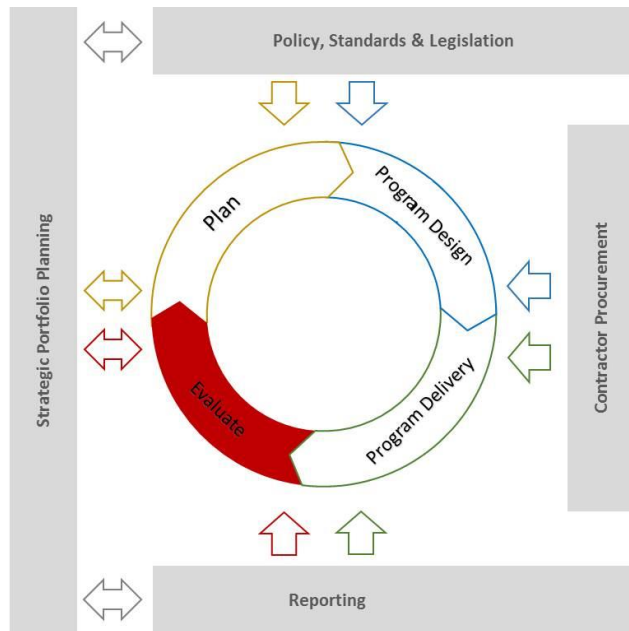 Policy, Standards & Legislation
Strategic Portfolio Planning
Plan
Program Design
Contractor Procurement
Evaluate
Program Delivery
Reporting